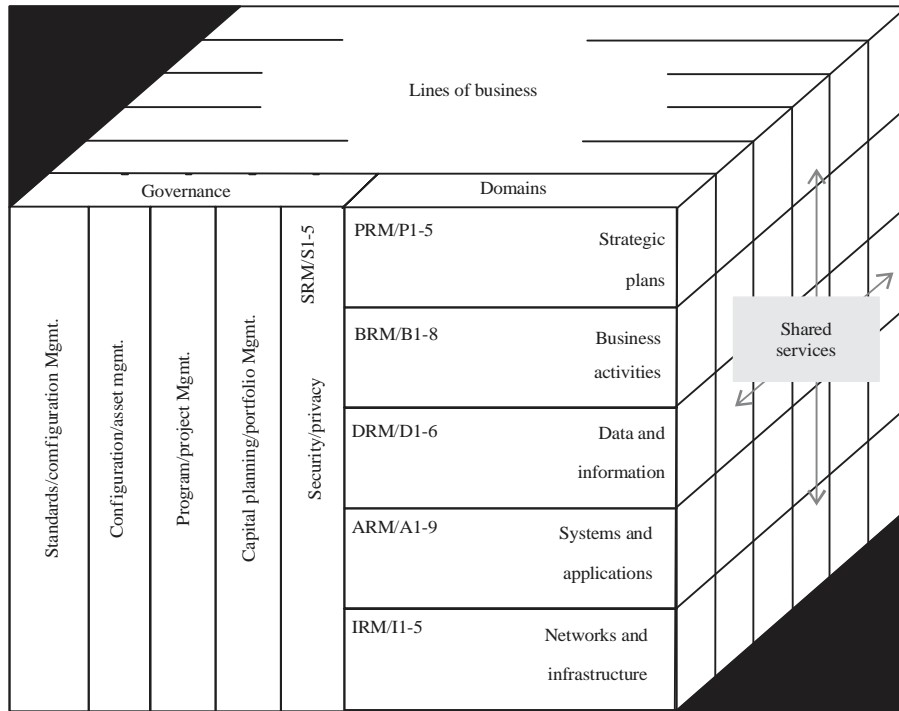 Lines of business
Governance
Domains
Standards/comfiguration Mgmt.
Configuration/asset mgmt.
Program/project Mgmt.
Capital planning/portfolio Mgmt.
Security/privacy
SRM/S1-5
PRM/P1-5
Strategic
plans
BRM/B1-8
Business
activities
DRM/D1-6
Data and
information
ARM/A1-9
Systems and
applications
IRM/I1-5
Networks and
infrastructure
Shared
services